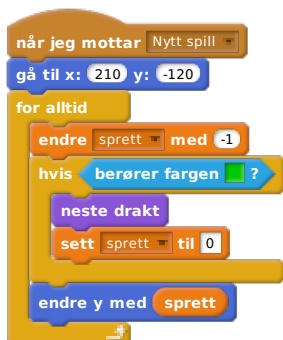 når jeg mottar Nytt spill
gå til x: 210 y: -120
for alltid
endre sprett med -1
hvis berører fargen ?
neste drakt
sett sprett til 0
endre y med sprett